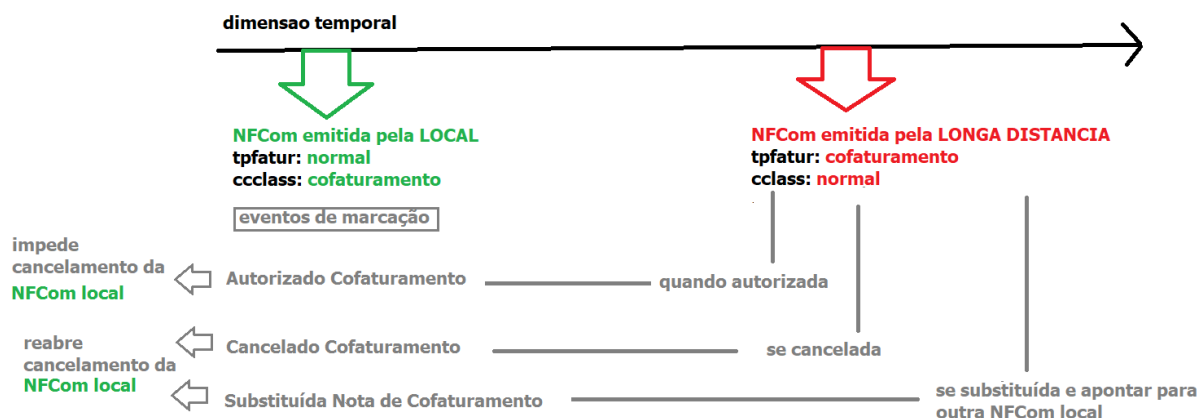 dimensao temporal
NFCom emitida pela LOCAL
tpfatur: normal
ccclass: cofaturamento
eventos de marcação
NFCom emitida pela LONGA DISTANCIA
tpfatur: cofaturamento
cclass: normal
impede
cancelamento da
NFCom local
Autorizado Cofaturamento
quando autorizada
reabre
cancelamento da
NFCom local
Cancelado Cofaturamento
se cancelada
Substituída Nota de Cofaturamento
se substituída e apontar para
outra NFCom local